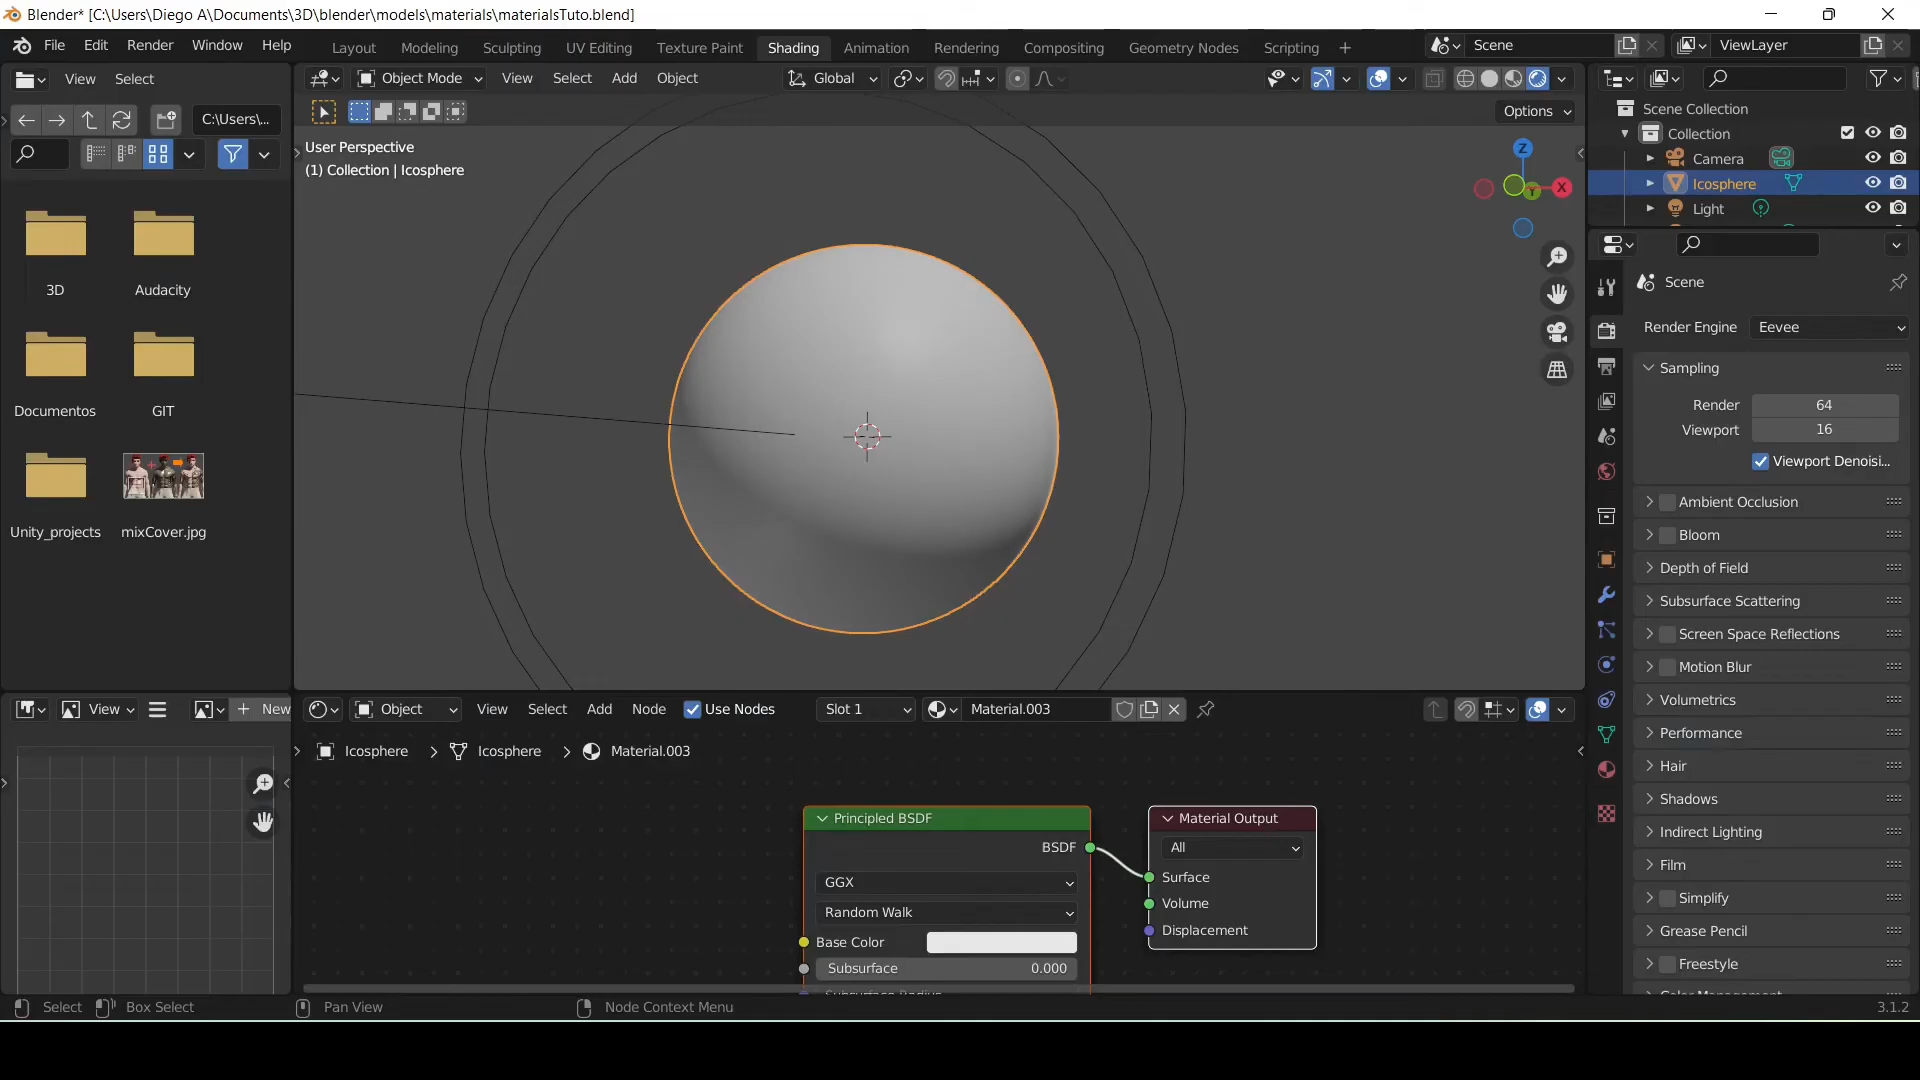 Blender* [C:\Users\Diego A\Documents\3D\blender\models\materials\materialsTuto.blend]
File Edit Render Window Help Layout Modeling Sculpting UV Editing Texture Paint Shading Animation Rendering Compositing Geometry Nodes Scripting + Scene ViewLayer
View Select Object Mode View Select Add Object Global
C:\Users\... Options
User Perspective
(1) Collection | Icosphere
Z
X
Y
Scene Collection
Collection
Camera
Icosphere
Light
3D Audacity
Documentos GIT
Unity_projects mixCover.jpg
Scene
Render Engine Eevee
Sampling
Render 64
Viewport 16
Viewport Denoisi...
Ambient Occlusion
Bloom
Depth of Field
Subsurface Scattering
Screen Space Reflections
Motion Blur
Volumetrics
Performance
Hair
Shadows
Indirect Lighting
Film
Simplify
Grease Pencil
Freestyle
Color Management
View + New Object View Select Add Node Use Nodes Slot 1 Material.003
Icosphere > Icosphere > Material.003
Principled BSDF
BSDF
GGX
Random Walk
Base Color
Subsurface 0.000
Subsurface Radius
Material Output
All
Surface
Volume
Displacement
Select Box Select Pan View Node Context Menu 3.1.2